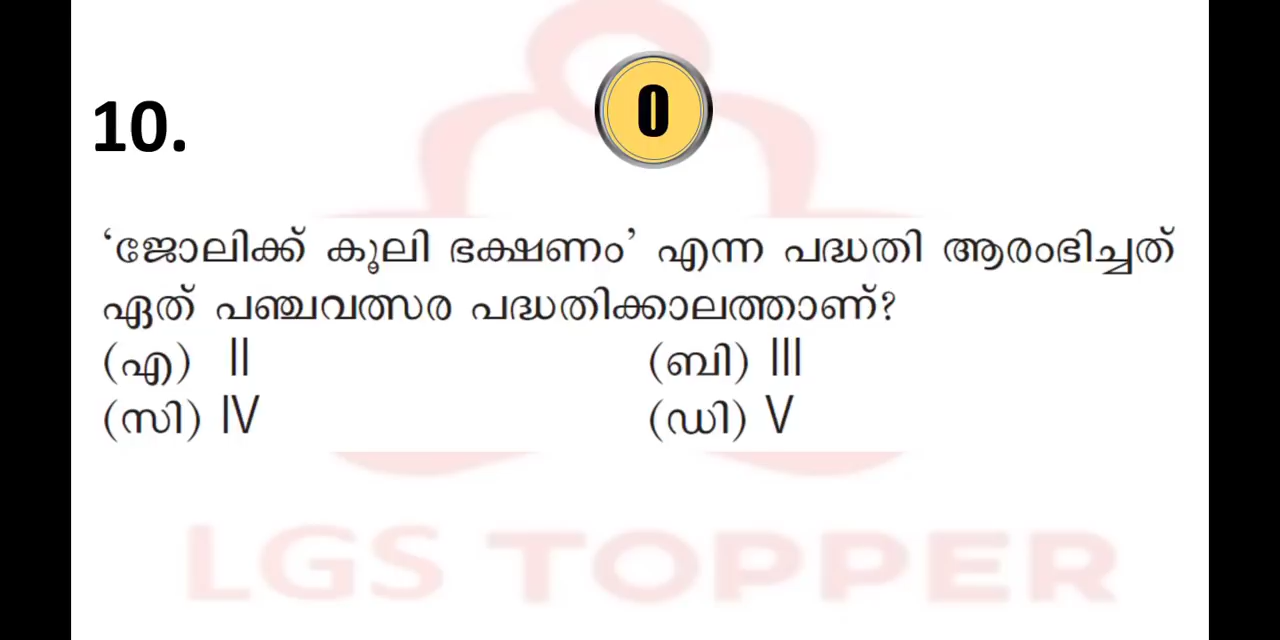 0
10.
‘ജോലിക്ക് കൂലി ഭക്ഷണം’ എന്ന പദ്ധതി ആരംഭിച്ചത്
ഏത് പഞ്ചവത്സര പദ്ധതിക്കാലത്താണ്?
(എ) II (ബി) III
(സി) IV (ഡി) V
LGS TOPPER